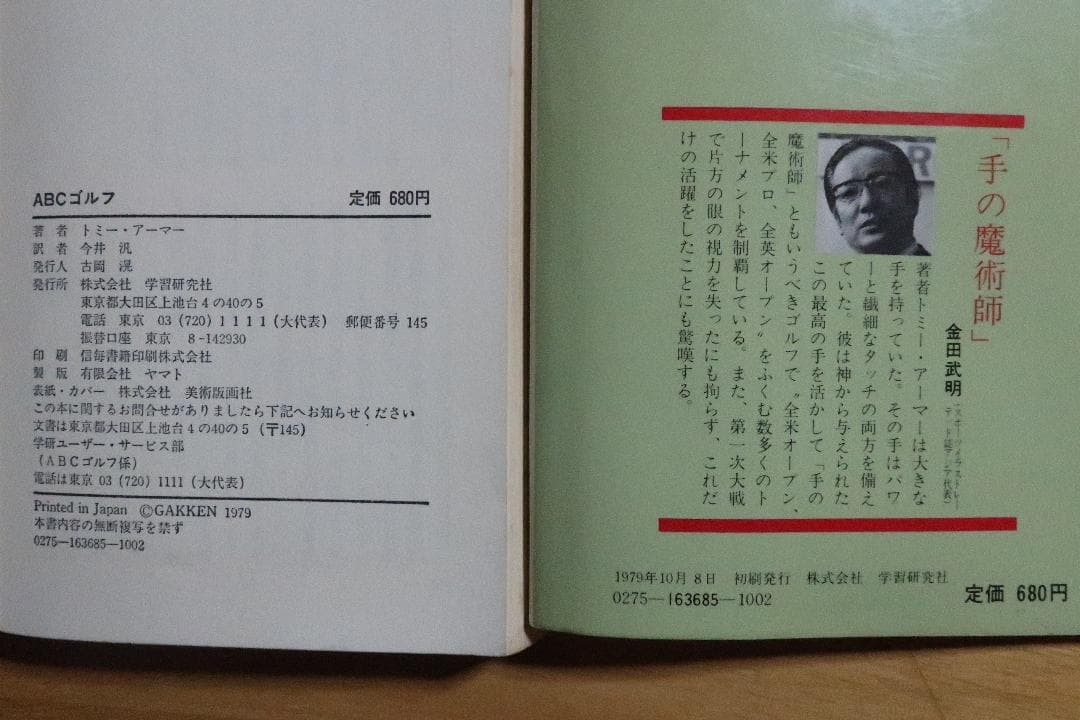 ABCゴルフ 定価 680円
著者 トミー・アーマー
訳者 今井 汎
発行人 古岡 滉
発行所 株式会社 学習研究社
東京都大田区上池台4の40の5
電話 東京 03(720)1111(大代表) 郵便番号 145
振替口座 東京 8-142930
印刷 信毎書籍印刷株式会社
製版 有限会社 ヤマト
表紙・カバー 株式会社 美術版画社
この本に関するお問合せがありましたら下記へお知らせください
文書は東京都大田区上池台4の40の5(〒145)
学研ユーザー・サービス部
(ABCゴルフ係)
電話は東京 03(720)1111(大代表)
Printed in Japan ©GAKKEN 1979
本書内容の無断複写を禁ず
0275-163685-1002
「手の魔術師」
金田武明
(スポーツイラストレー
テッド誌アジア代表)
著者トミー・アーマーは大きな
手を持っていた。その手はパワ
ーと繊細なタッチの両方を備え
ていた。彼は神から与えられた
この最高の手を活かして「手の
魔術師」ともいうべきゴルフで〝全米オープン、
全米プロ、全英オープン〟をふくむ数多くのト
ーナメントを制覇している。また、第一次大戦
で片方の眼の視力を失ったにも拘らず、これだ
けの活躍をしたことにも驚嘆する。
1979年10月8日 初刷発行 株式会社 学習研究社
0275-163685-1002
定価 680円